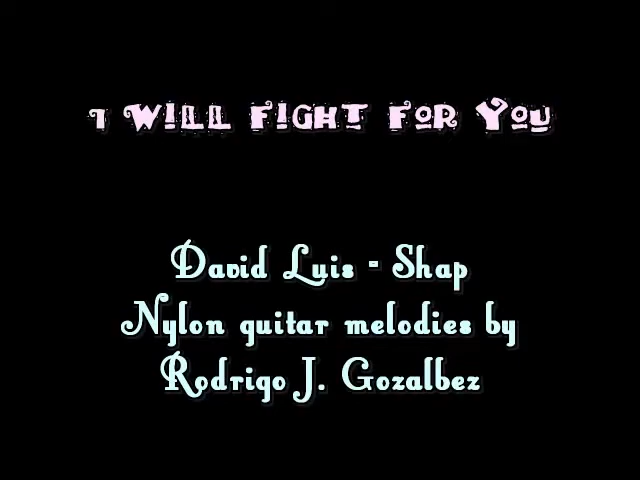 I Will Fight For You
David Luis - Shap
Nylon guitar melodies by
Rodrigo J. Gozalbez